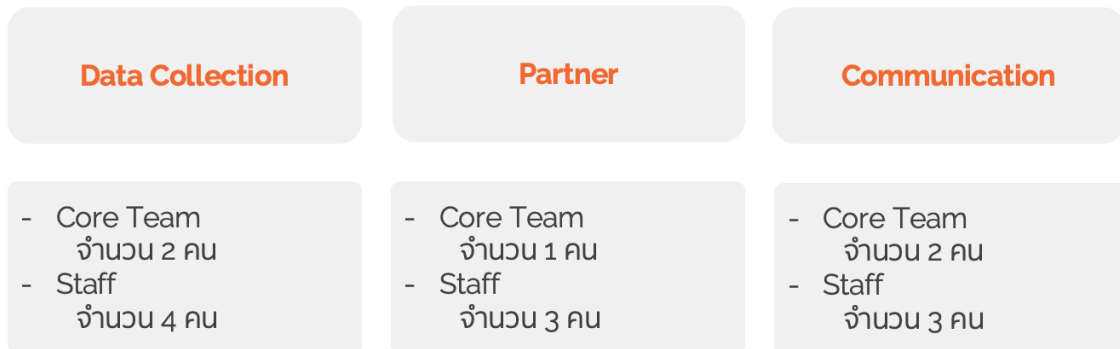 Data Collection
Partner
Communication
- Core Team
จำนวน 2 คน
- Staff
จำนวน 4 คน
- Core Team
จำนวน 1 คน
- Staff
จำนวน 3 คน
- Core Team
จำนวน 2 คน
- Staff
จำนวน 3 คน